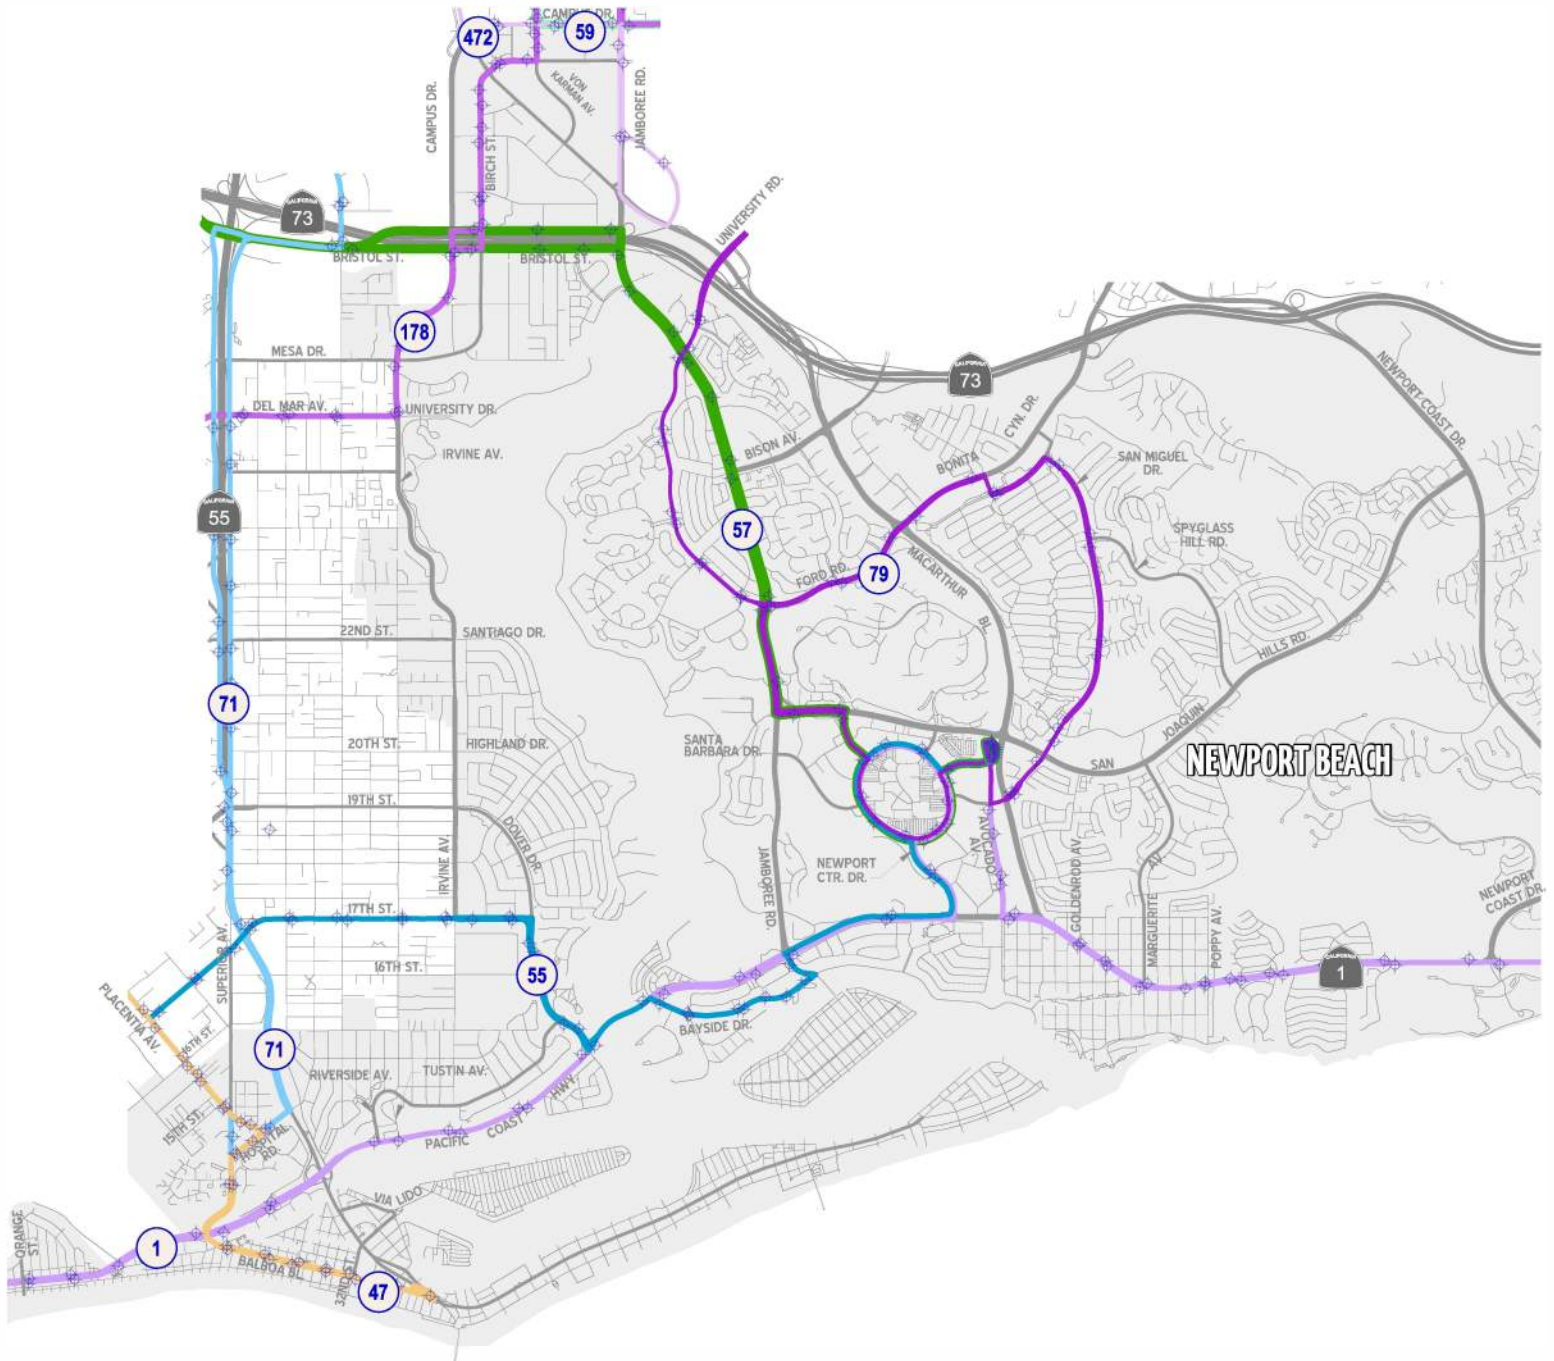 CAMPUS DR.
472
59
VON
KARMAN AV.
CAMPUS DR.
JAMBOREE RD.
BIRCH ST.
UNIVERSITY RD.
CALIFORNIA
73
BRISTOL ST.
BRISTOL ST.
178
MESA DR.
CALIFORNIA
73
NEWPORT COAST DR.
DEL MAR AV.
UNIVERSITY DR.
CYN. DR.
BISON AV.
IRVINE AV.
BONITA
SAN MIGUEL
DR.
CALIFORNIA
55
57
SPYGLASS
HILL RD.
FORD RD.
79
MACARTHUR
BL.
22ND ST.
SANTIAGO DR.
HILLS RD.
71
JOAQUIN
20TH ST.
HIGHLAND DR.
SANTA
BARBARA DR.
SAN
NEWPORT BEACH
19TH ST.
DOVER DR.
IRVINE AV.
JAMBOREE RD.
NEWPORT
CTR. DR.
AVOCADO
AV.
GOLDENROD AV.
MARGUERITE
AV.
POPPY AV.
NEWPORT
COAST DR.
17TH ST.
SUPERIOR AV.
16TH ST.
55
CALIFORNIA
1
PLACENTIA AV.
16TH ST.
BAYSIDE DR.
71
RIVERSIDE AV.
TUSTIN AV.
HWY.
COAST
PACIFIC
15TH ST.
HOSPITAL
RD.
VIA LIDO
ORANGE
ST.
1
BALBOA BL.
32ND ST.
47